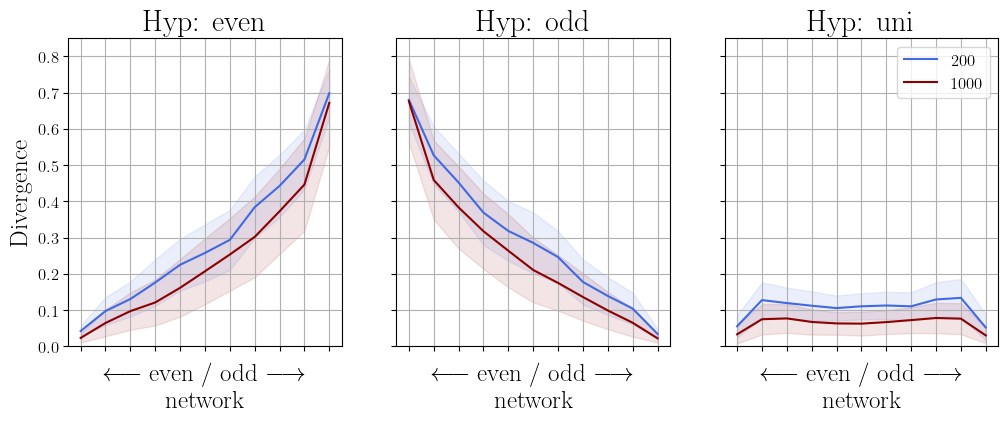 Hyp: even
Hyp: odd
Hyp: uni
0.8
0.7
0.6
0.5
0.4
0.3
0.2
0.1
0.0
Divergence
200
1000
⟵ even / odd ⟶
network
⟵ even / odd ⟶
network
⟵ even / odd ⟶
network